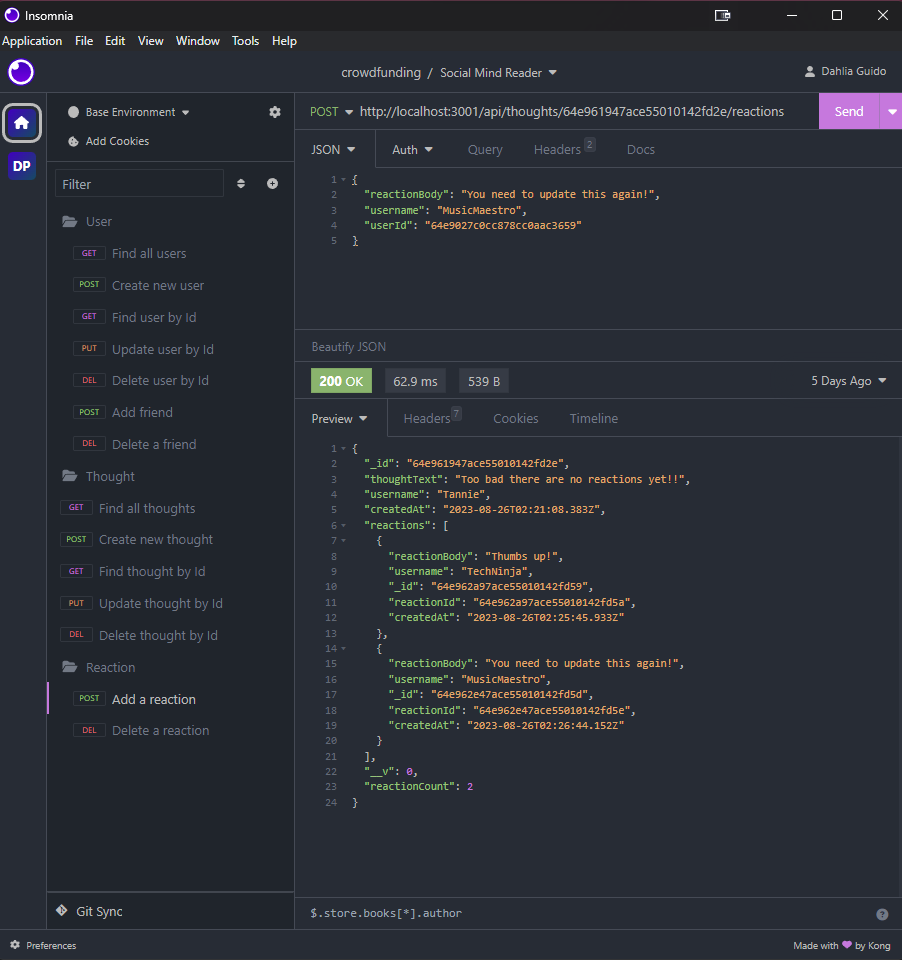 Insomnia
Application File Edit View Window Tools Help
crowdfunding / Social Mind Reader
Dahlia Guido
Base Environment
Add Cookies
DP
Filter
User
GET Find all users
POST Create new user
GET Find user by Id
PUT Update user by Id
DEL Delete user by Id
POST Add friend
DEL Delete a friend
Thought
GET Find all thoughts
POST Create new thought
GET Find thought by Id
PUT Update thought by Id
DEL Delete thought by Id
Reaction
POST Add a reaction
DEL Delete a reaction
Git Sync
POST http://localhost:3001/api/thoughts/64e961947ace55010142fd2e/reactions Send
JSON Auth Query Headers 2 Docs
1 {
2 "reactionBody": "You need to update this again!",
3 "username": "MusicMaestro",
4 "userId": "64e9027c0cc878cc0aac3659"
5 }
Beautify JSON
200 OK 62.9 ms 539 B 5 Days Ago
Preview Headers 7 Cookies Timeline
1 {
2 "_id": "64e961947ace55010142fd2e",
3 "thoughtText": "Too bad there are no reactions yet!!",
4 "username": "Tannie",
5 "createdAt": "2023-08-26T02:21:08.383Z",
6 "reactions": [
7 {
8 "reactionBody": "Thumbs up!",
9 "username": "TechNinja",
10 "_id": "64e962a97ace55010142fd59",
11 "reactionId": "64e962a97ace55010142fd5a",
12 "createdAt": "2023-08-26T02:25:45.933Z"
13 },
14 {
15 "reactionBody": "You need to update this again!",
16 "username": "MusicMaestro",
17 "_id": "64e962e47ace55010142fd5d",
18 "reactionId": "64e962e47ace55010142fd5e",
19 "createdAt": "2023-08-26T02:26:44.152Z"
20 }
21 ],
22 "__v": 0,
23 "reactionCount": 2
24 }
$.store.books[*].author
Preferences
Made with by Kong